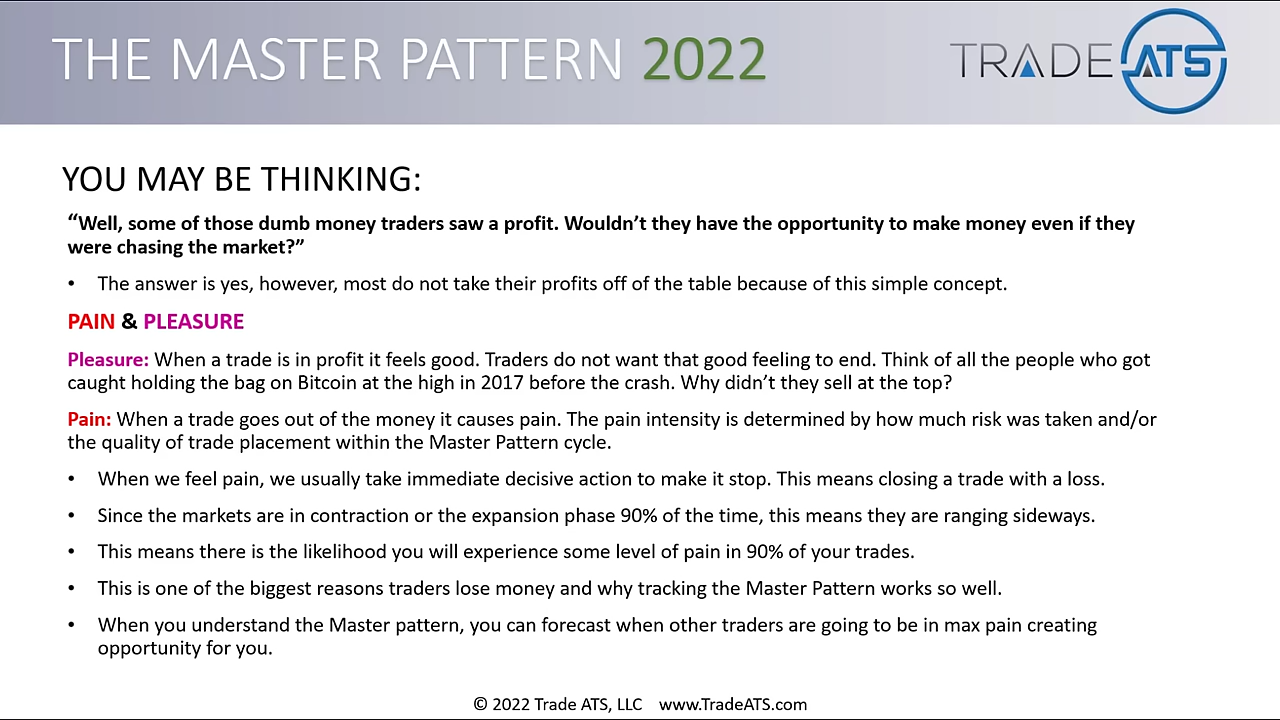 THE MASTER PATTERN 2022
TRADE ATS
YOU MAY BE THINKING:
“Well, some of those dumb money traders saw a profit. Wouldn’t they have the opportunity to make money even if they
were chasing the market?”
• The answer is yes, however, most do not take their profits off of the table because of this simple concept.
PAIN & PLEASURE
Pleasure: When a trade is in profit it feels good. Traders do not want that good feeling to end. Think of all the people who got
caught holding the bag on Bitcoin at the high in 2017 before the crash. Why didn’t they sell at the top?
Pain: When a trade goes out of the money it causes pain. The pain intensity is determined by how much risk was taken and/or
the quality of trade placement within the Master Pattern cycle.
• When we feel pain, we usually take immediate decisive action to make it stop. This means closing a trade with a loss.
• Since the markets are in contraction or the expansion phase 90% of the time, this means they are ranging sideways.
• This means there is the likelihood you will experience some level of pain in 90% of your trades.
• This is one of the biggest reasons traders lose money and why tracking the Master Pattern works so well.
• When you understand the Master pattern, you can forecast when other traders are going to be in max pain creating
opportunity for you.
© 2022 Trade ATS, LLC www.TradeATS.com